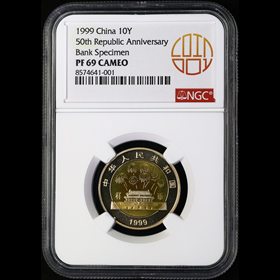 1999 China 10Y
50th Republic Anniversary
Bank Specimen
PF 69 CAMEO
8574641-001
COIN
NGC
中华人民共和国
1999